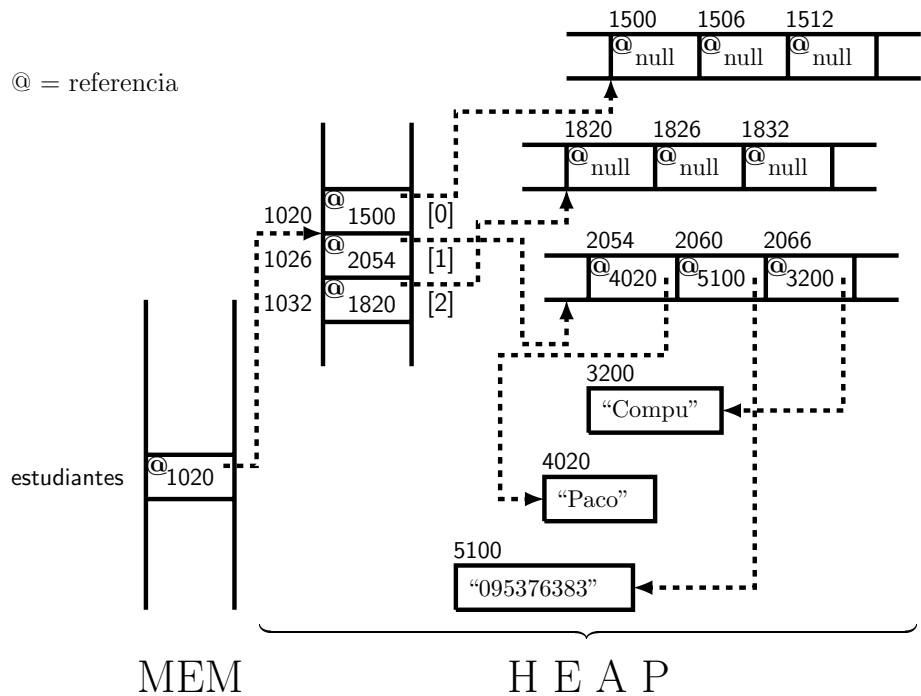 1500 1506 1512
@ null @ null @ null
@ = referencia
1820 1826 1832
@ null @ null @ null
1020 @ 1500 [0]
1026 @ 2054 [1]
1032 @ 1820 [2]
2054 2060 2066
@ 4020 @ 5100 @ 3200
3200
“Compu”
estudiantes @ 1020
4020
“Paco”
5100
“095376383”
MEM H E A P